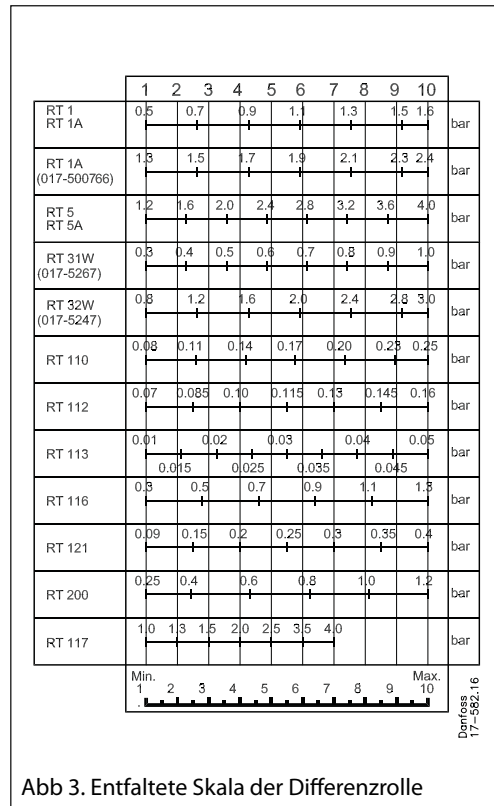 1 2 3 4 5 6 7 8 9 10
RT 1
RT 1A
0.5 0.7 0.9 1.1 1.3 1.5 1.6
bar
RT 1A
(017-500766)
1.3 1.5 1.7 1.9 2.1 2.3 2.4
bar
RT 5
RT 5A
1.2 1.6 2.0 2.4 2.8 3.2 3.6 4.0
bar
RT 31W
(017-5267)
0.3 0.4 0.5 0.6 0.7 0.8 0.9 1.0
bar
RT 32W
(017-5247)
0.8 1.2 1.6 2.0 2.4 2.8 3.0
bar
RT 110
0.08 0.11 0.14 0.17 0.20 0.23 0.25
bar
RT 112
0.07 0.085 0.10 0.115 0.13 0.145 0.16
bar
RT 113
0.01 0.02 0.03 0.04 0.05
0.015 0.025 0.035 0.045
bar
RT 116
0.3 0.5 0.7 0.9 1.1 1.3
bar
RT 121
0.09 0.15 0.2 0.25 0.3 0.35 0.4
bar
RT 200
0.25 0.4 0.6 0.8 1.0 1.2
bar
RT 117
1.0 1.3 1.5 2.0 2.5 3.5 4.0
bar
Min. Max.
1 2 3 4 5 6 7 8 9 10
Danfoss
17-582.16
Abb 3. Entfaltete Skala der Differenzrolle